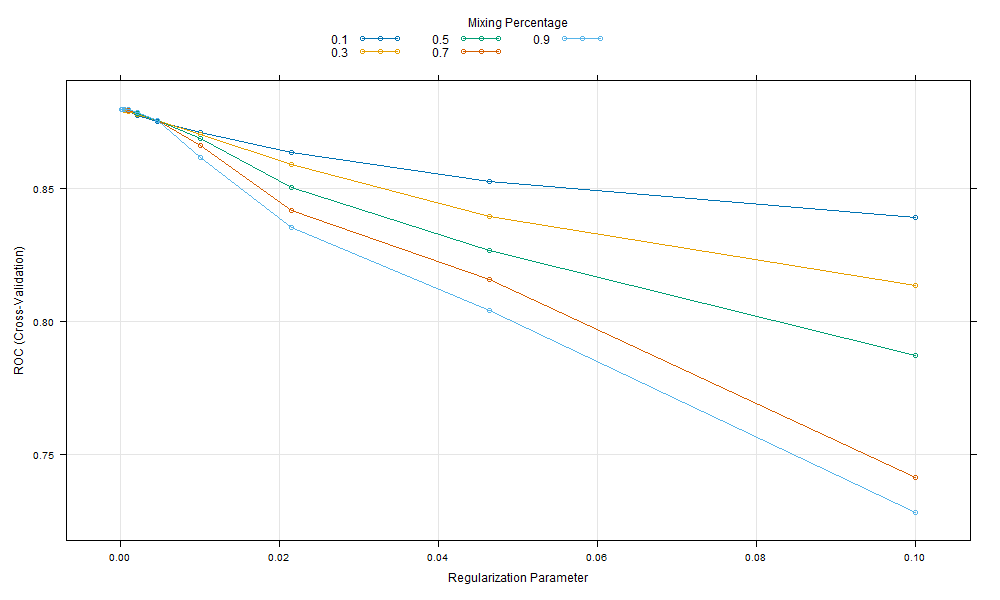 Mixing Percentage
0.1 0.5 0.9
0.3 0.7
ROC (Cross-Validation)
0.85
0.80
0.75
0.00 0.02 0.04 0.06 0.08 0.10
Regularization Parameter